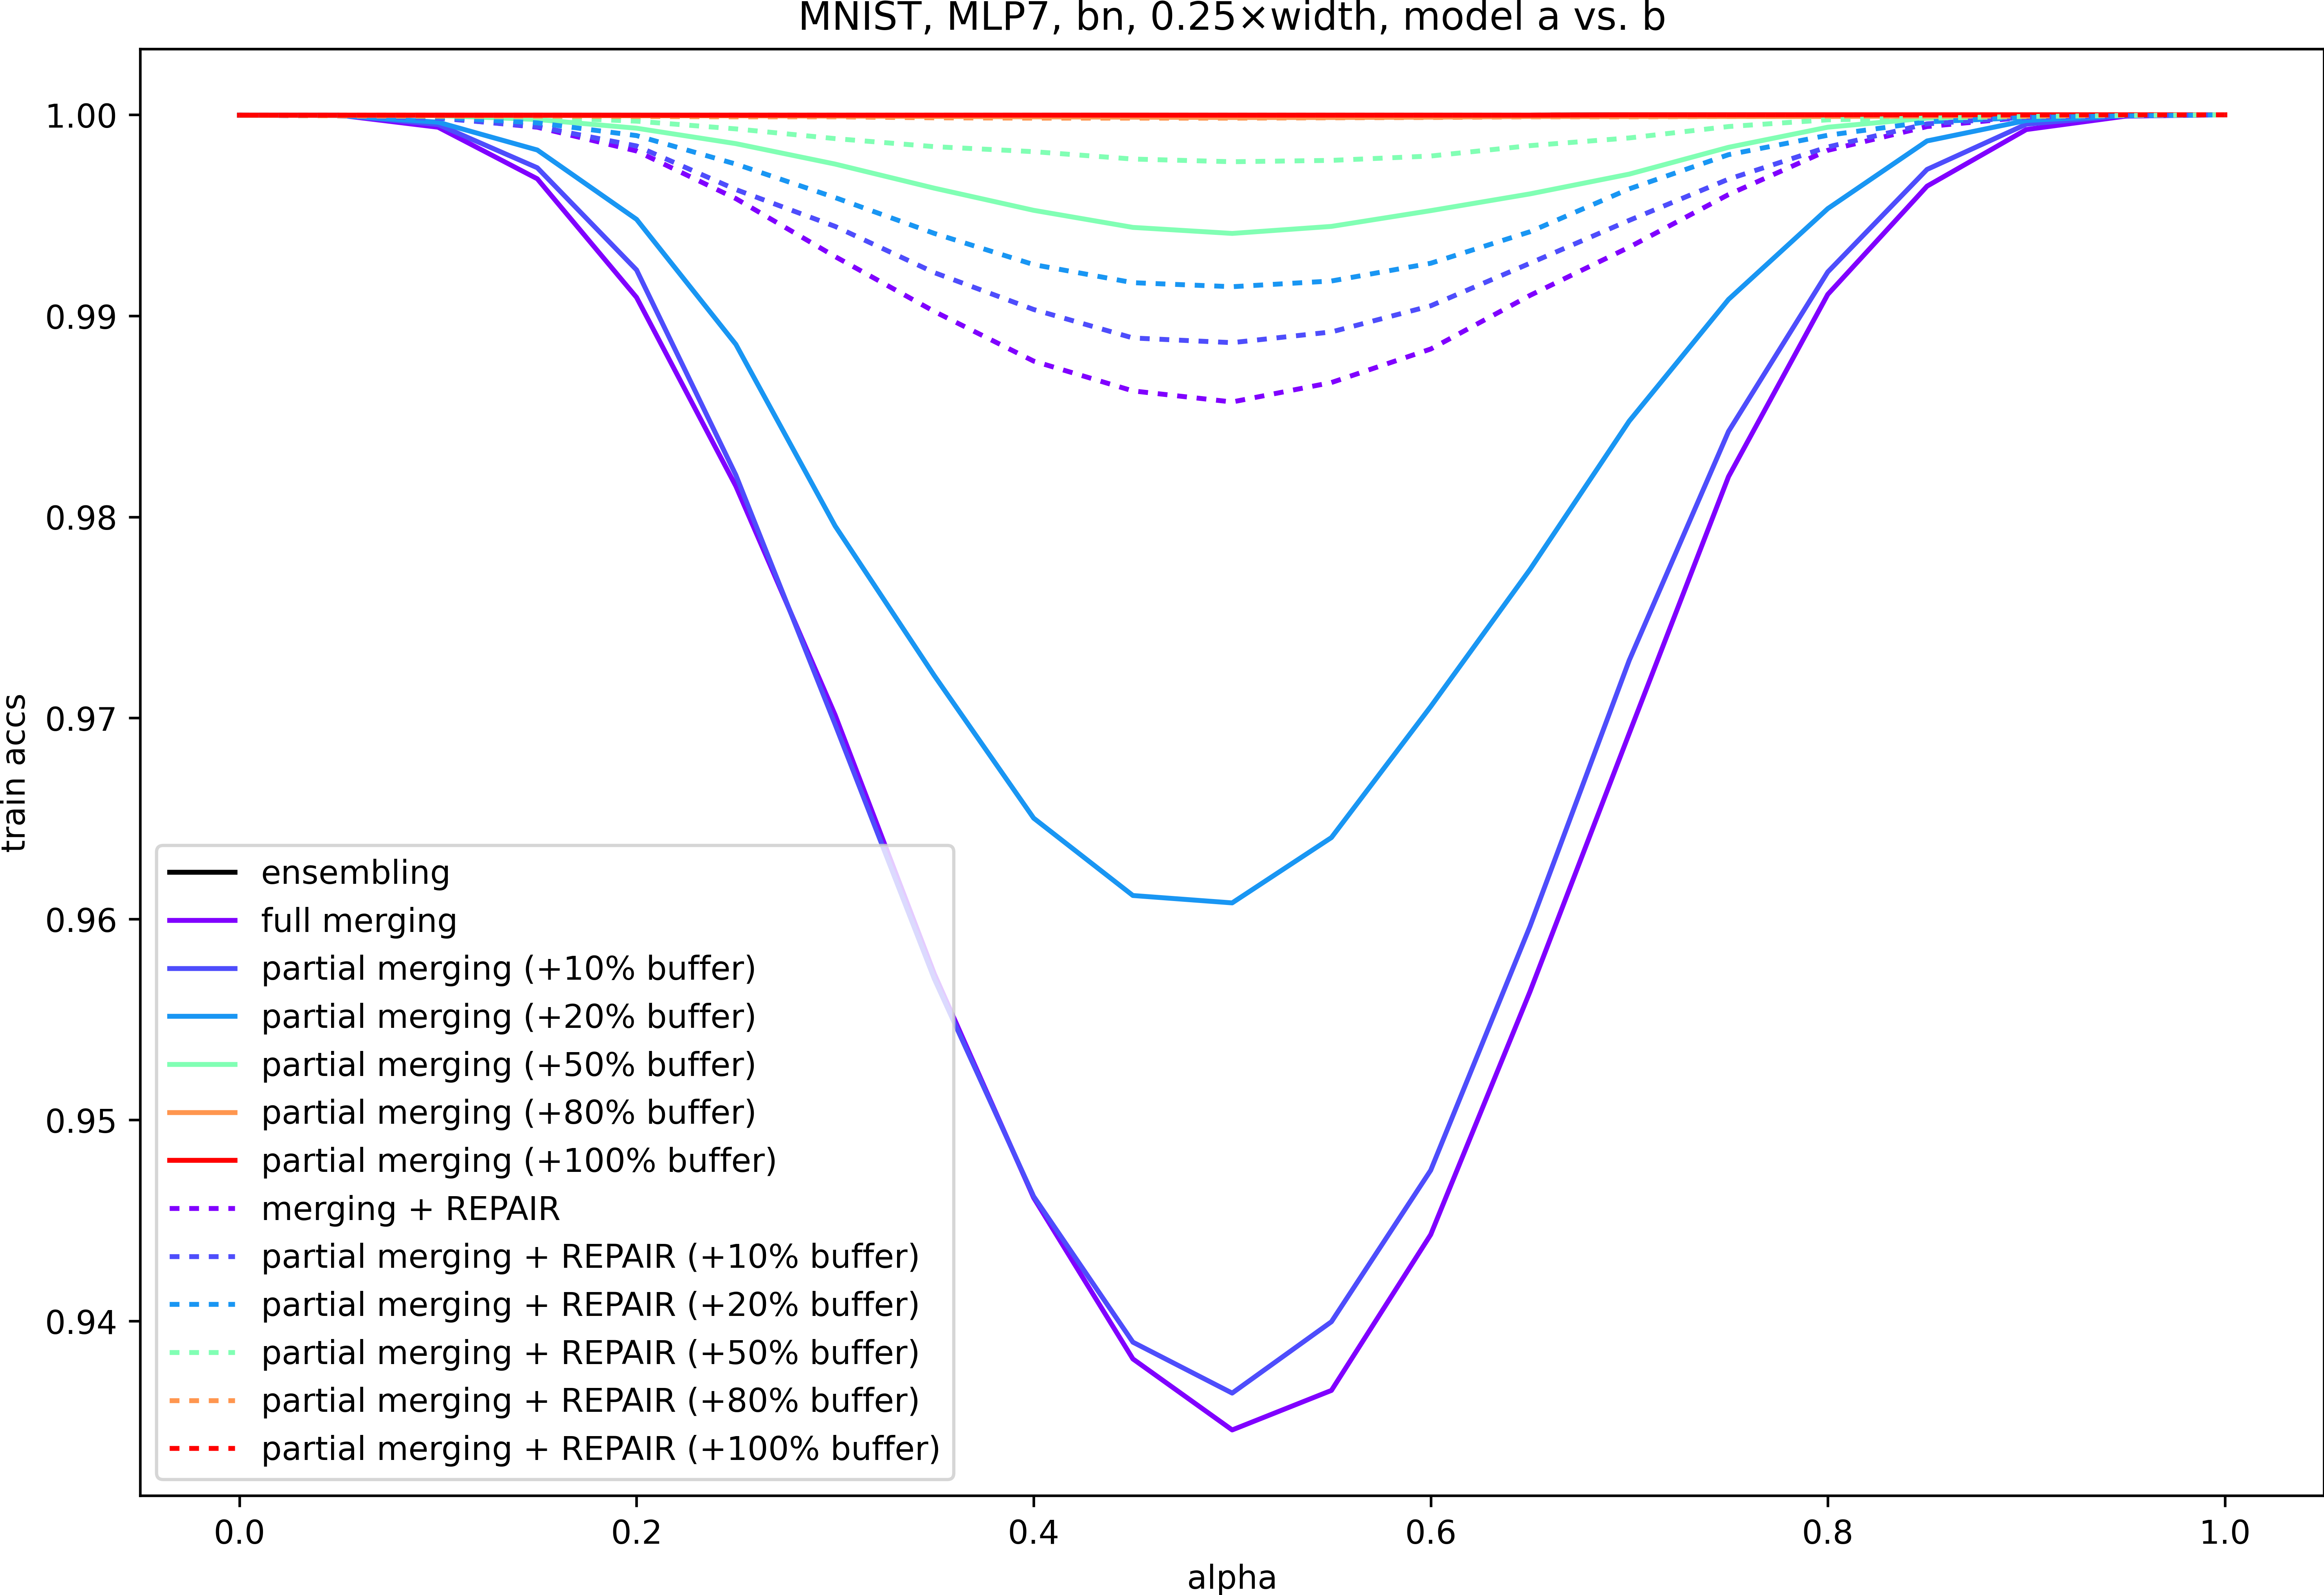 MNIST, MLP7, bn, 0.25×width, model a vs. b
1.00
0.99
0.98
0.97
0.96
0.95
0.94
train accs
ensembling
full merging
partial merging (+10% buffer)
partial merging (+20% buffer)
partial merging (+50% buffer)
partial merging (+80% buffer)
partial merging (+100% buffer)
merging + REPAIR
partial merging + REPAIR (+10% buffer)
partial merging + REPAIR (+20% buffer)
partial merging + REPAIR (+50% buffer)
partial merging + REPAIR (+80% buffer)
partial merging + REPAIR (+100% buffer)
0.0 0.2 0.4 0.6 0.8 1.0
alpha